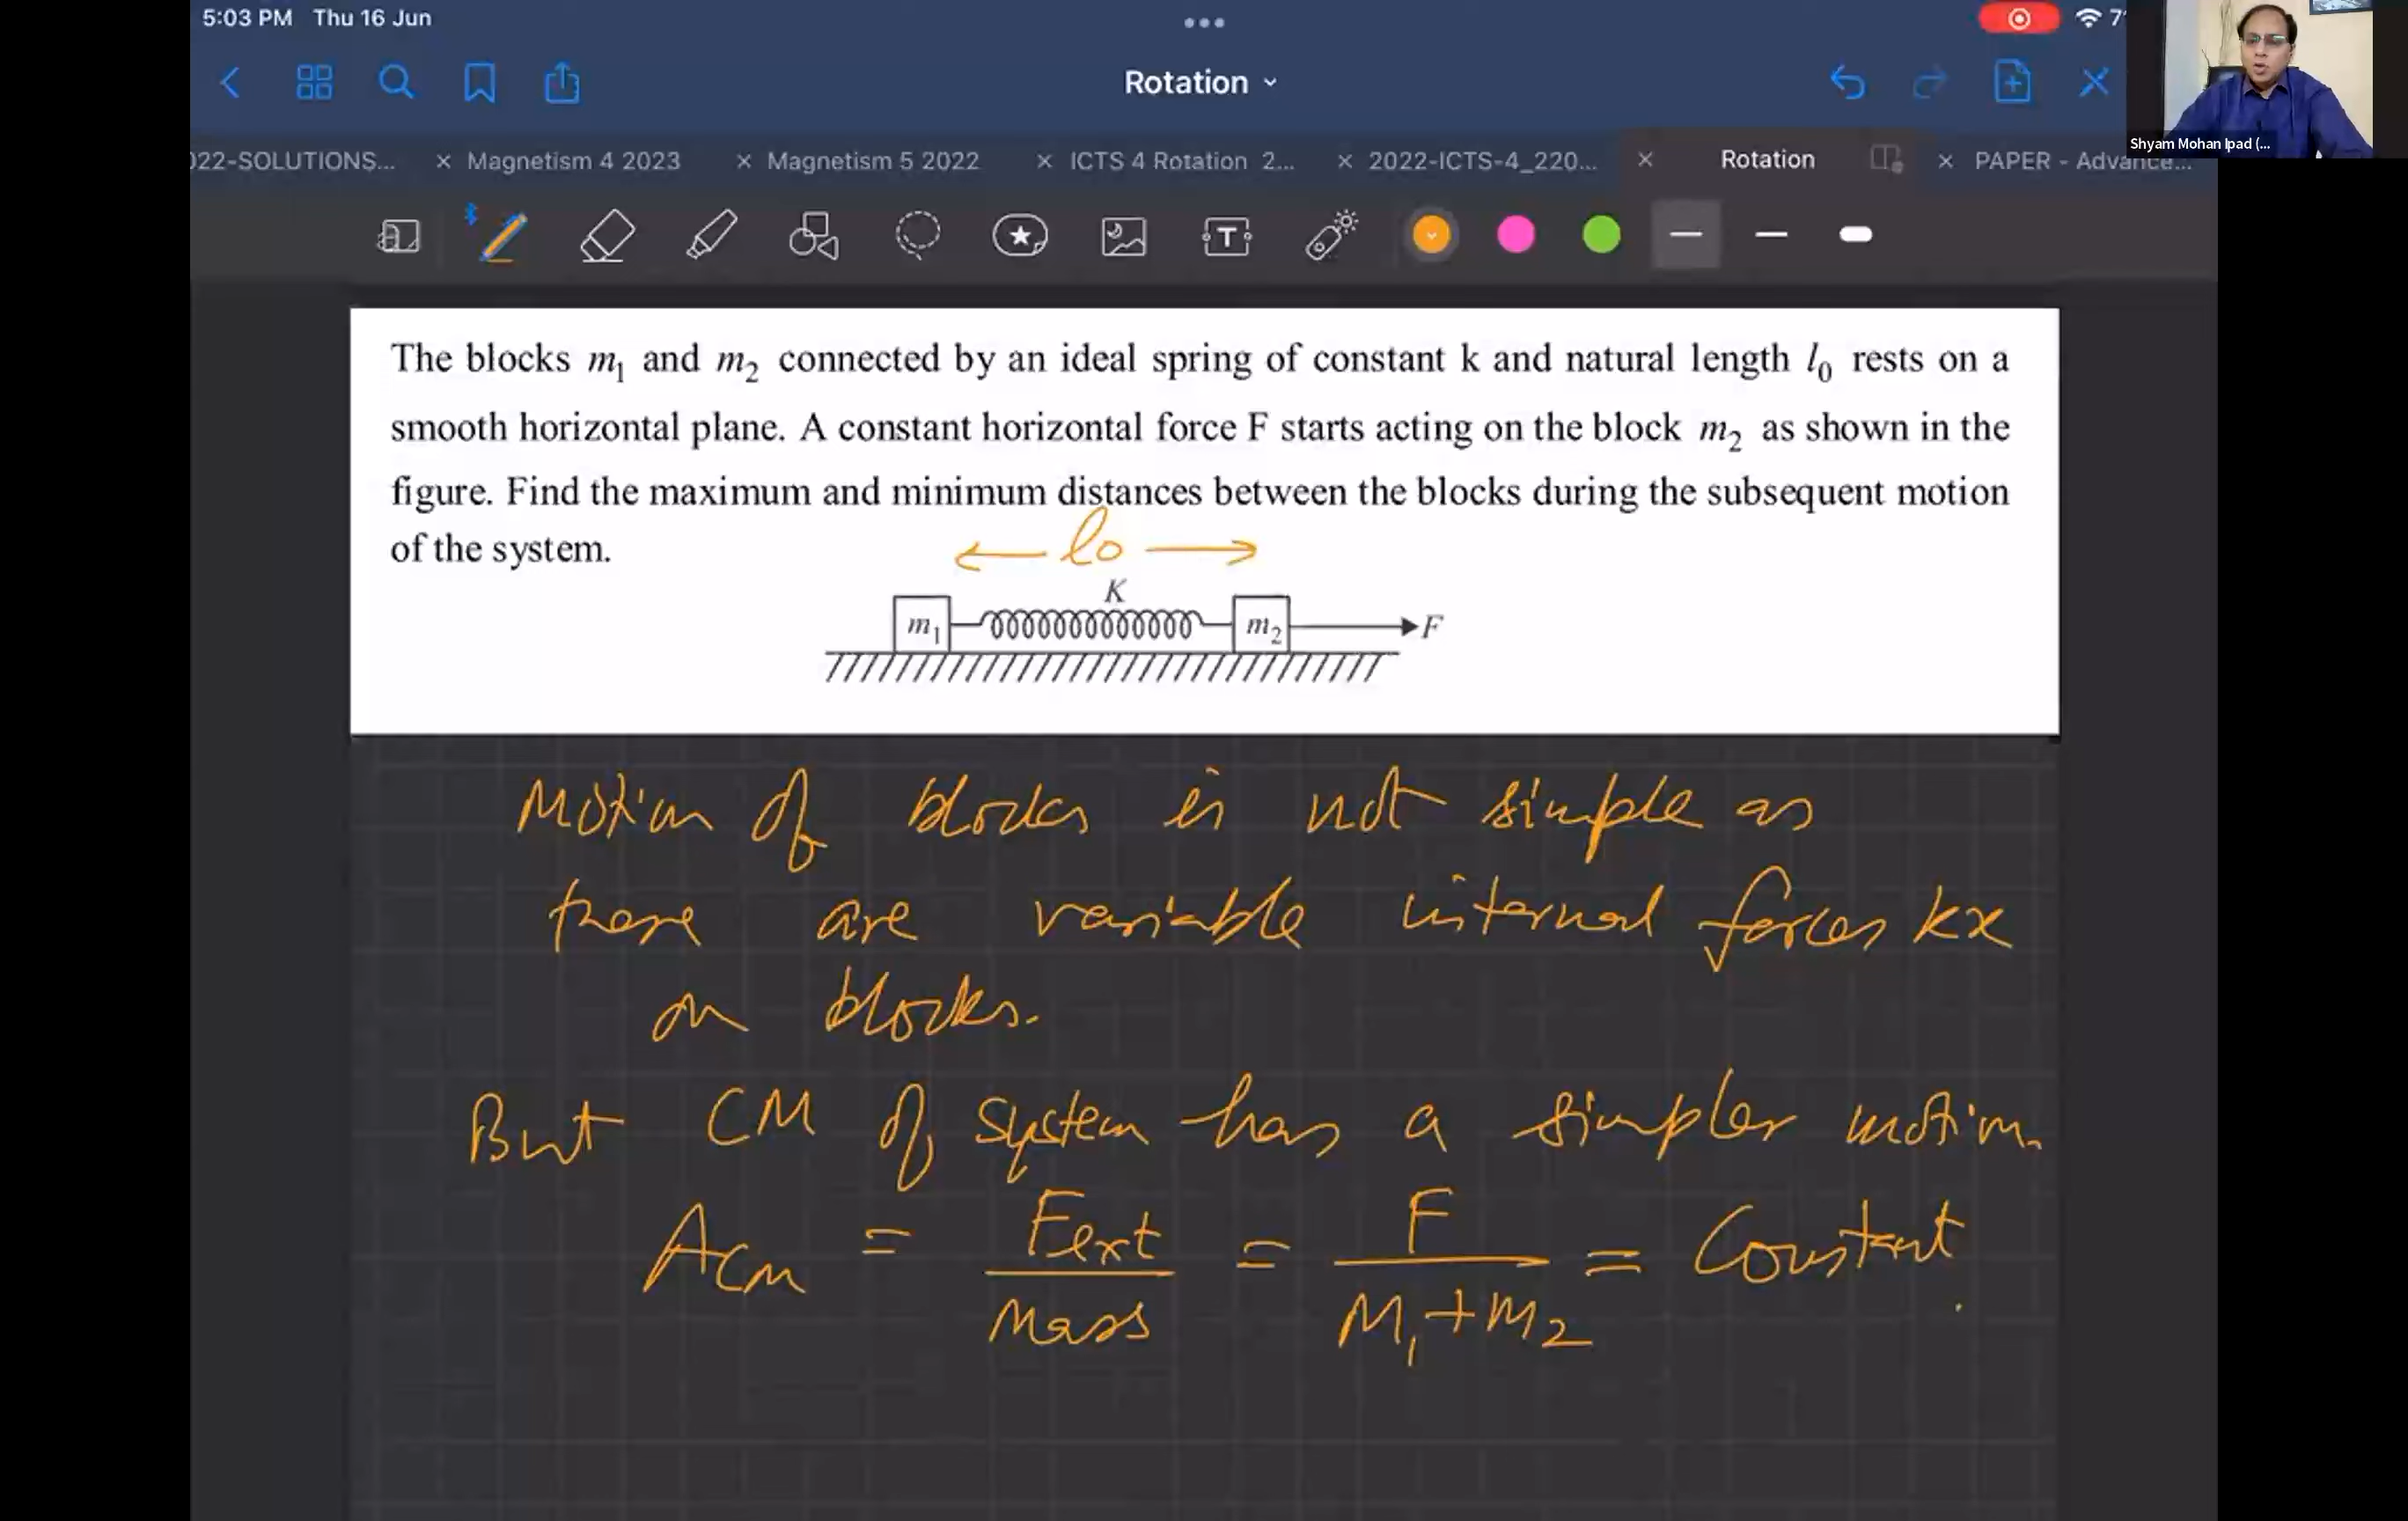 5:03 PM Thu 16 Jun
Rotation
022-SOLUTIONS... × Magnetism 4 2023 × Magnetism 5 2022 × ICTS 4 Rotation 2... × 2022-ICTS-4_220... × Rotation × PAPER - Advance...
Shyam Mohan Ipad (...
T
The blocks m₁ and m₂ connected by an ideal spring of constant k and natural length l₀ rests on a
smooth horizontal plane. A constant horizontal force F starts acting on the block m₂ as shown in the
figure. Find the maximum and minimum distances between the blocks during the subsequent motion
of the system.
← l₀ →
K
m₁ m₂ F
Motion of blocks is not simple as
there are variable internal forces kx
on blocks.
But CM of system has a simpler motion.
A_CM = F_ext / Mass = F / M₁+M₂ = Constant.